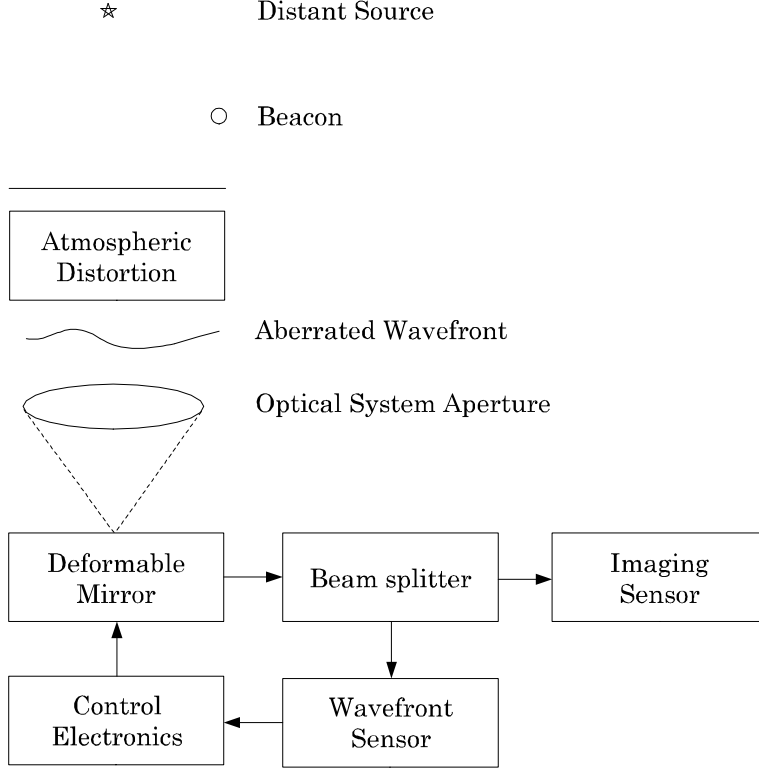 Distant Source
Beacon
Atmospheric
Distortion
Aberrated Wavefront
Optical System Aperture
Deformable
Mirror
Beam splitter
Imaging
Sensor
Control
Electronics
Wavefront
Sensor